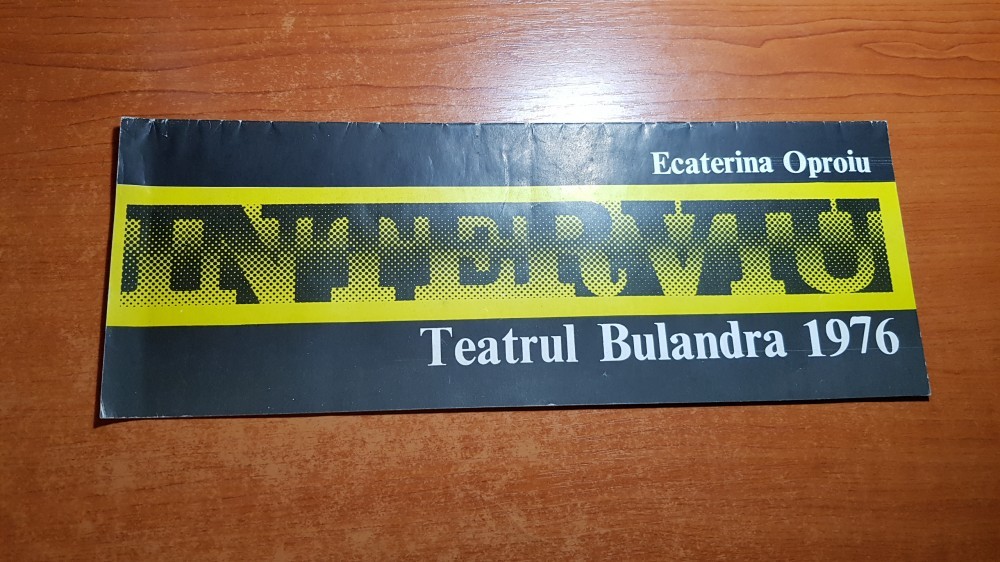 Ecaterina Oproiu
INTERVIU
Teatrul Bulandra 1976